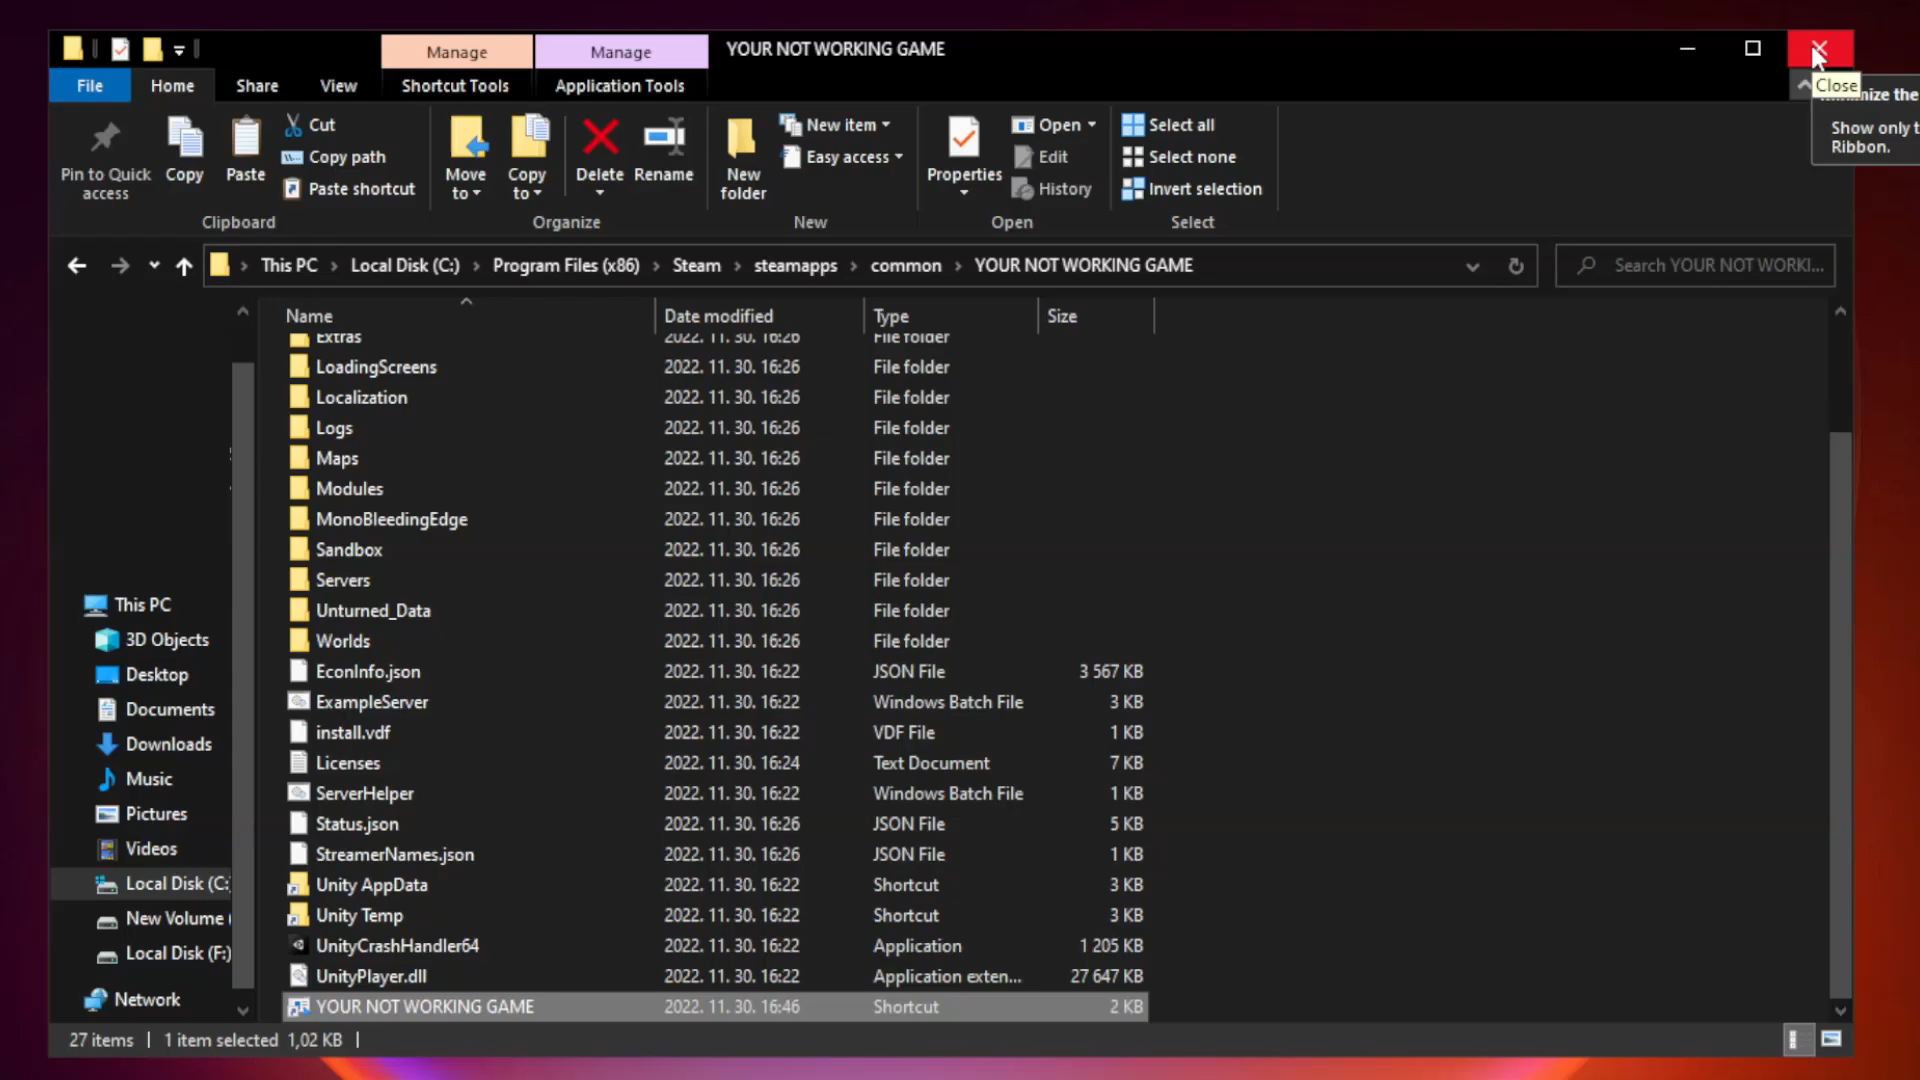 Manage
Manage
YOUR NOT WORKING GAME
File
Home
Share
View
Shortcut Tools
Application Tools
Close
the
Show only t
Ribbon.
Pin to Quick
access
Copy
Paste
Cut
Copy path
Paste shortcut
Clipboard
Move
to
Copy
to
Delete
Rename
Organize
New
folder
New item
Easy access
New
Properties
Open
Edit
History
Open
Select all
Select none
Invert selection
Select
This PC > Local Disk (C:) > Program Files (x86) > Steam > steamapps > common > YOUR NOT WORKING GAME
Search YOUR NOT WORKI...
Name Date modified Type Size
Extras 2022. 11. 30. 16:26 File folder
LoadingScreens 2022. 11. 30. 16:26 File folder
Localization 2022. 11. 30. 16:26 File folder
Logs 2022. 11. 30. 16:26 File folder
Maps 2022. 11. 30. 16:26 File folder
Modules 2022. 11. 30. 16:26 File folder
MonoBleedingEdge 2022. 11. 30. 16:26 File folder
Sandbox 2022. 11. 30. 16:26 File folder
Servers 2022. 11. 30. 16:26 File folder
Unturned_Data 2022. 11. 30. 16:26 File folder
Worlds 2022. 11. 30. 16:26 File folder
EconInfo.json 2022. 11. 30. 16:22 JSON File 3 567 KB
ExampleServer 2022. 11. 30. 16:22 Windows Batch File 3 KB
install.vdf 2022. 11. 30. 16:22 VDF File 1 KB
Licenses 2022. 11. 30. 16:24 Text Document 7 KB
ServerHelper 2022. 11. 30. 16:22 Windows Batch File 1 KB
Status.json 2022. 11. 30. 16:26 JSON File 5 KB
StreamerNames.json 2022. 11. 30. 16:26 JSON File 1 KB
Unity AppData 2022. 11. 30. 16:22 Shortcut 3 KB
Unity Temp 2022. 11. 30. 16:22 Shortcut 3 KB
UnityCrashHandler64 2022. 11. 30. 16:22 Application 1 205 KB
UnityPlayer.dll 2022. 11. 30. 16:22 Application exten... 27 647 KB
YOUR NOT WORKING GAME 2022. 11. 30. 16:46 Shortcut 2 KB
This PC
3D Objects
Desktop
Documents
Downloads
Music
Pictures
Videos
Local Disk (C:
New Volume (
Local Disk (F:)
Network
27 items 1 item selected 1,02 KB